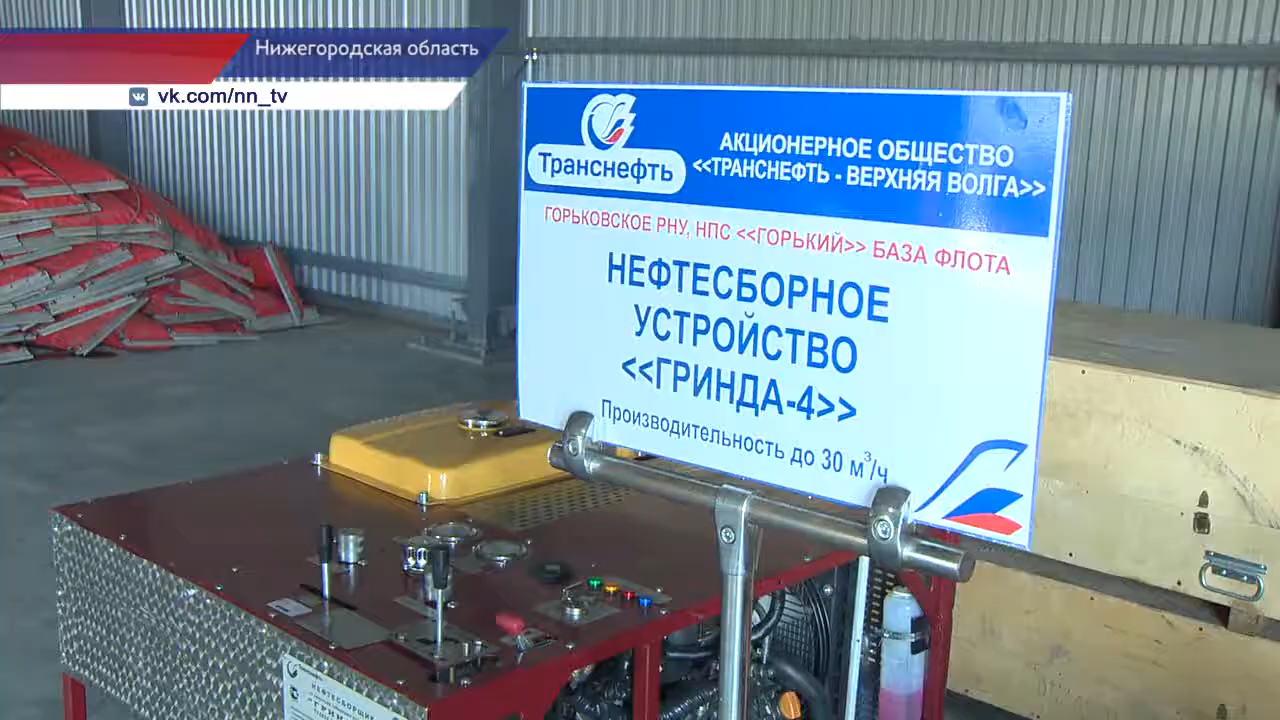 Нижегородская область
vk.com/nn_tv
Транснефть
АКЦИОНЕРНОЕ ОБЩЕСТВО
<<ТРАНСНЕФТЬ - ВЕРХНЯЯ ВОЛГА>>
ГОРЬКОВСКОЕ РНУ, НПС <<ГОРЬКИЙ>> БАЗА ФЛОТА
НЕФТЕСБОРНОЕ
УСТРОЙСТВО
<<ГРИНДА-4>>
Производительность до 30 м³/ч
НЕФТЕСБОРЩИК